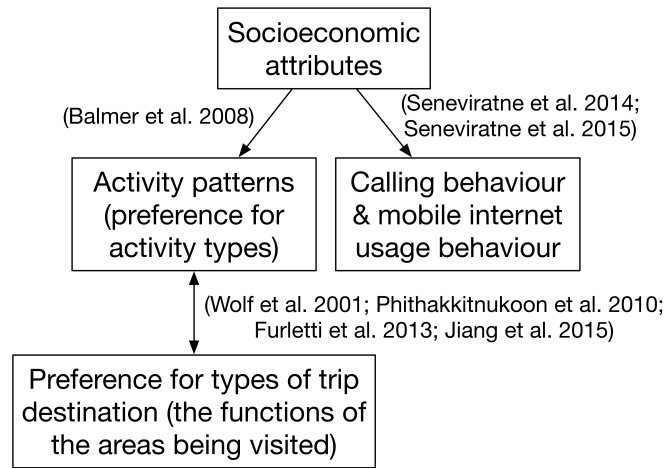 Socioeconomic
attributes
(Balmer et al. 2008)
(Seneviratne et al. 2014;
Seneviratne et al. 2015)
Activity patterns
(preference for
activity types)
Calling behaviour
& mobile internet
usage behaviour
(Wolf et al. 2001; Phithakkitnukoon et al. 2010;
Furletti et al. 2013; Jiang et al. 2015)
Preference for types of trip
destination (the functions of
the areas being visited)